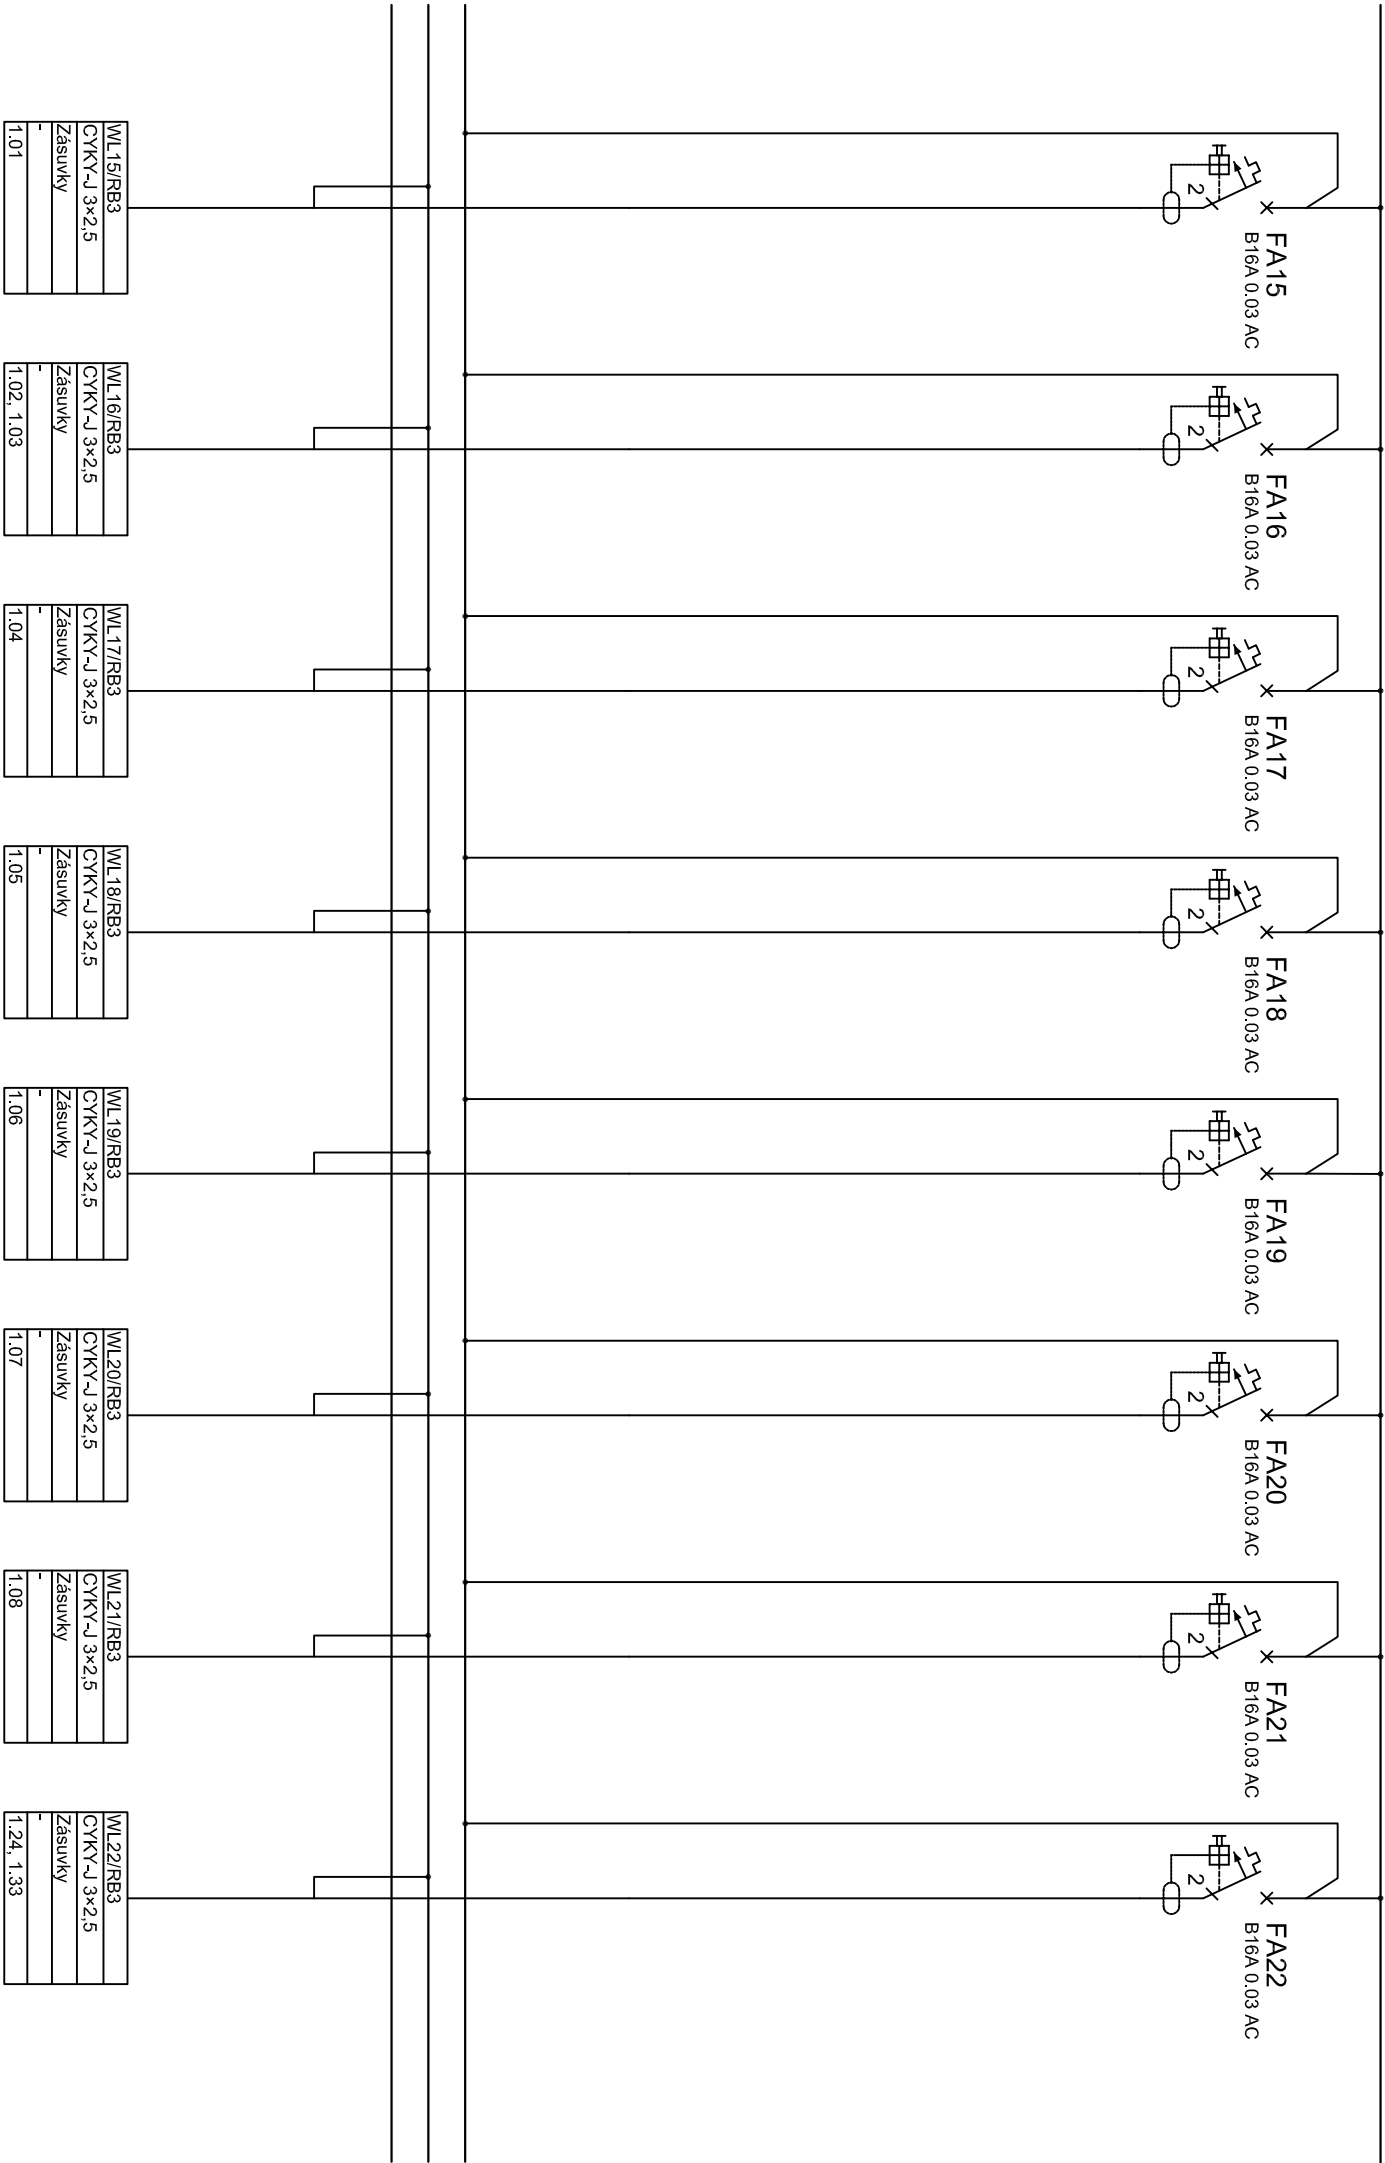 FA15
B16A 0.03 AC
2
FA16
B16A 0.03 AC
2
FA17
B16A 0.03 AC
2
FA18
B16A 0.03 AC
2
FA19
B16A 0.03 AC
2
FA20
B16A 0.03 AC
2
FA21
B16A 0.03 AC
2
FA22
B16A 0.03 AC
2
WL15/RB3
CYKY-J 3×2,5
Zásuvky
-
1.01
WL16/RB3
CYKY-J 3×2,5
Zásuvky
-
1.02, 1.03
WL17/RB3
CYKY-J 3×2,5
Zásuvky
-
1.04
WL18/RB3
CYKY-J 3×2,5
Zásuvky
-
1.05
WL19/RB3
CYKY-J 3×2,5
Zásuvky
-
1.06
WL20/RB3
CYKY-J 3×2,5
Zásuvky
-
1.07
WL21/RB3
CYKY-J 3×2,5
Zásuvky
-
1.08
WL22/RB3
CYKY-J 3×2,5
Zásuvky
-
1.24, 1.33